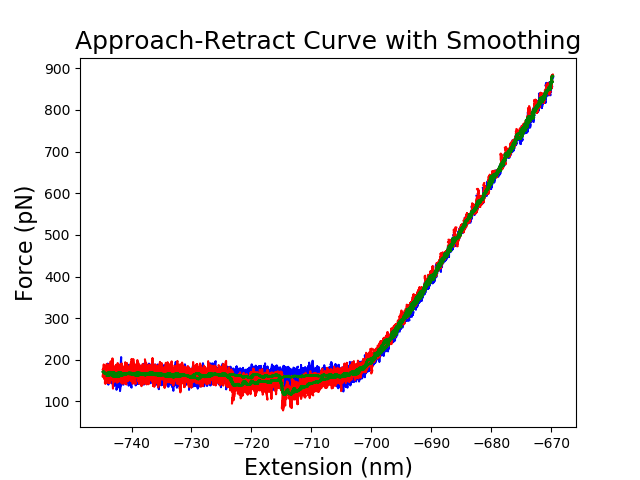 Approach-Retract Curve with Smoothing
900
800
700
600
500
400
300
200
100
Force (pN)
−740 −730 −720 −710 −700 −690 −680 −670
Extension (nm)